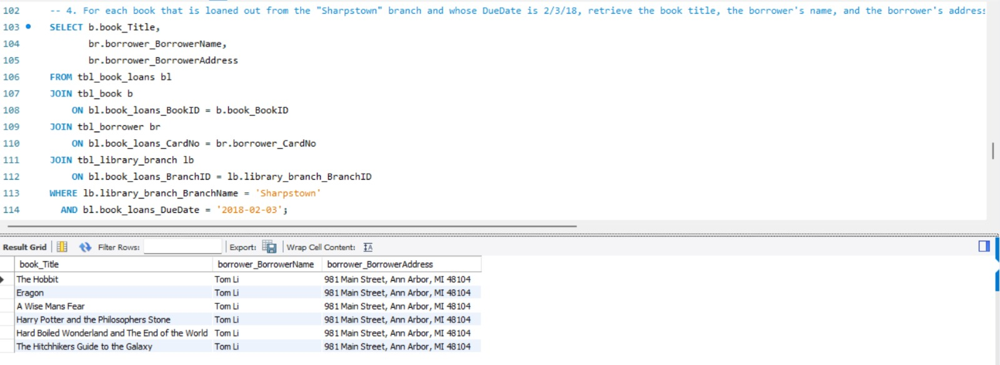 102 -- 4. For each book that is loaned out from the "Sharpstown" branch and whose DueDate is 2/3/18, retrieve the book title, the borrower's name, and the borrower's address
103 SELECT b.book_Title,
104 br.borrower_BorrowerName,
105 br.borrower_BorrowerAddress
106 FROM tbl_book_loans bl
107 JOIN tbl_book b
108 ON bl.book_loans_BookID = b.book_BookID
109 JOIN tbl_borrower br
110 ON bl.book_loans_CardNo = br.borrower_CardNo
111 JOIN tbl_library_branch lb
112 ON bl.book_loans_BranchID = lb.library_branch_BranchID
113 WHERE lb.library_branch_BranchName = 'Sharpstown'
114 AND bl.book_loans_DueDate = '2018-02-03';
Result Grid Filter Rows: Export: Wrap Cell Content:
book_Title borrower_BorrowerName borrower_BorrowerAddress
The Hobbit Tom Li 981 Main Street, Ann Arbor, MI 48104
Eragon Tom Li 981 Main Street, Ann Arbor, MI 48104
A Wise Mans Fear Tom Li 981 Main Street, Ann Arbor, MI 48104
Harry Potter and the Philosophers Stone Tom Li 981 Main Street, Ann Arbor, MI 48104
Hard Boiled Wonderland and The End of the World Tom Li 981 Main Street, Ann Arbor, MI 48104
The Hitchhikers Guide to the Galaxy Tom Li 981 Main Street, Ann Arbor, MI 48104